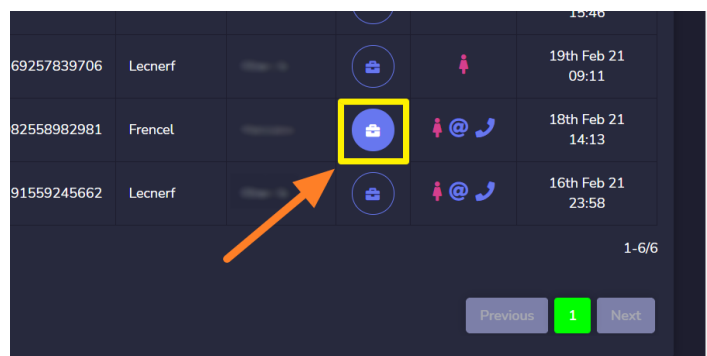 15:46
69257839706 Lecnerf 19th Feb 21
09:11
82558982981 Frencel @ 18th Feb 21
14:13
91559245662 Lecnerf @ 16th Feb 21
23:58
1-6/6
Previous 1 Next